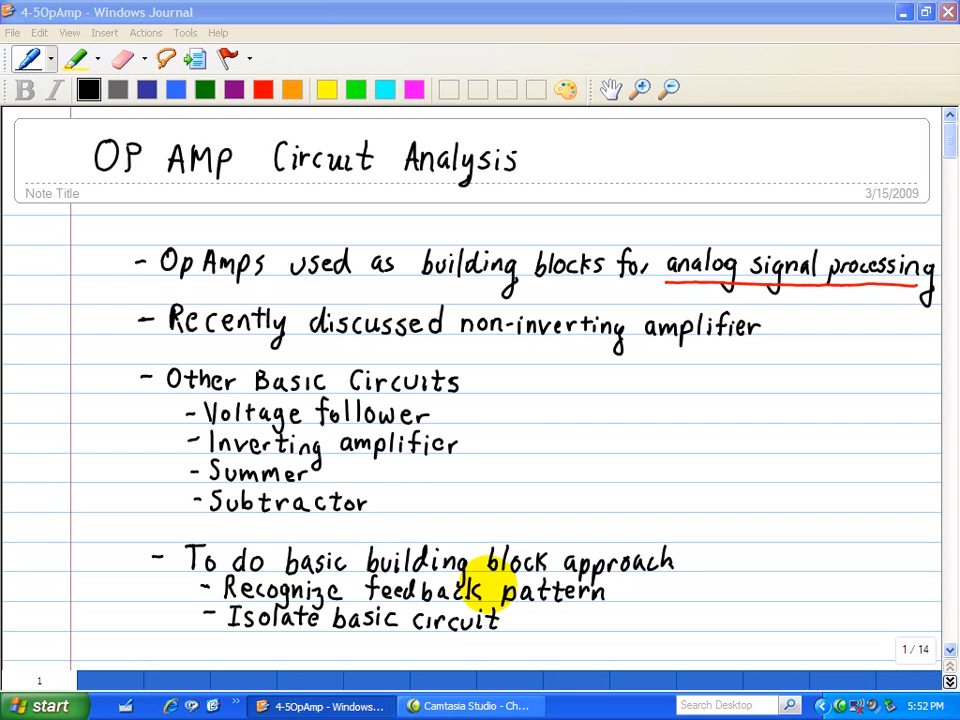 4-5OpAmp - Windows Journal
File Edit View Insert Actions Tools Help
B I
OP AMP Circuit Analysis
Note Title 3/15/2009
- Op Amps used as building blocks for analog signal processing
- Recently discussed non-inverting amplifier
- Other Basic Circuits
- Voltage follower
- Inverting amplifier
- Summer
- Subtractor
- To do basic building block approach
- Recognize feedback pattern
- Isolate basic circuit
1 / 14
1
start » 4-5OpAmp - Windows... Camtasia Studio - Ch... Search Desktop 5:52 PM